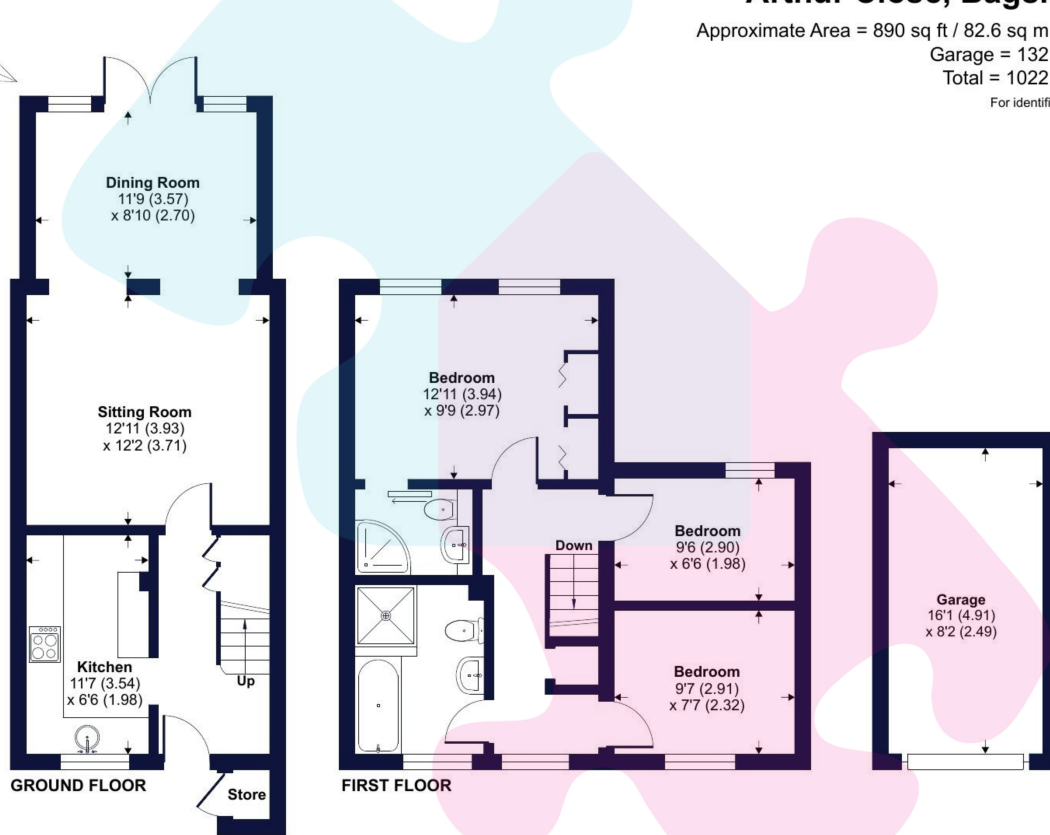 Approximate Area = 890 sq ft / 82.6 sq m
Garage = 132
Total = 1022
Dining Room
11'9 (3.57)
x 8'10 (2.70)
Sitting Room
12'11 (3.93)
x 12'2 (3.71)
Kitchen
11'7 (3.54)
x 6'6 (1.98)
Up
Store
GROUND FLOOR
Bedroom
12'11 (3.94)
x 9'9 (2.97)
Down
Bedroom
9'6 (2.90)
x 6'6 (1.98)
Bedroom
9'7 (2.91)
x 7'7 (2.32)
FIRST FLOOR
Garage
16'1 (4.91)
x 8'2 (2.49)